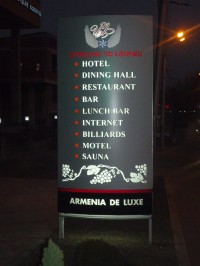 HOTEL
DINING HALL
RESTAURANT
BAR
LUNCH BAR
INTERNET
BILLIARDS
MOTEL
SAUNA
ARMENIA DE LUXE